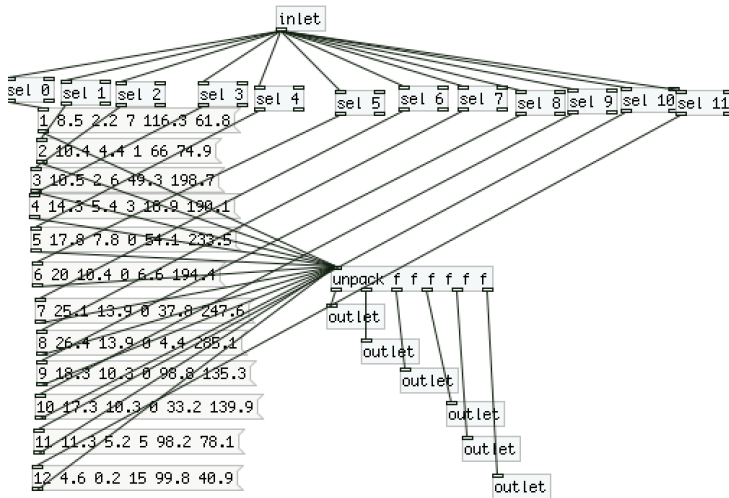 inlet
sel 0
sel 1
sel 2
sel 3
sel 4
sel 5
sel 6
sel 7
sel 8
sel 9
sel 10
sel 11
1 8.5 2.2 7 116.3 61.8
2 10.4 4.4 1 66 74.9
3 10.5 2 6 49.3 198.7
4 14.3 5.4 3 18.9 190.1
5 17.8 7.8 0 54.1 233.5
6 20 10.4 0 6.6 194.4
unpack f f f f f f
7 25.1 13.9 0 37.8 247.6
outlet
8 26.4 13.9 0 4.4 285.1
outlet
9 18.3 10.3 0 98.8 135.3
outlet
10 17.3 10.3 0 33.2 139.9
outlet
11 11.3 5.2 5 98.2 78.1
outlet
12 4.6 0.2 15 99.8 40.9
outlet